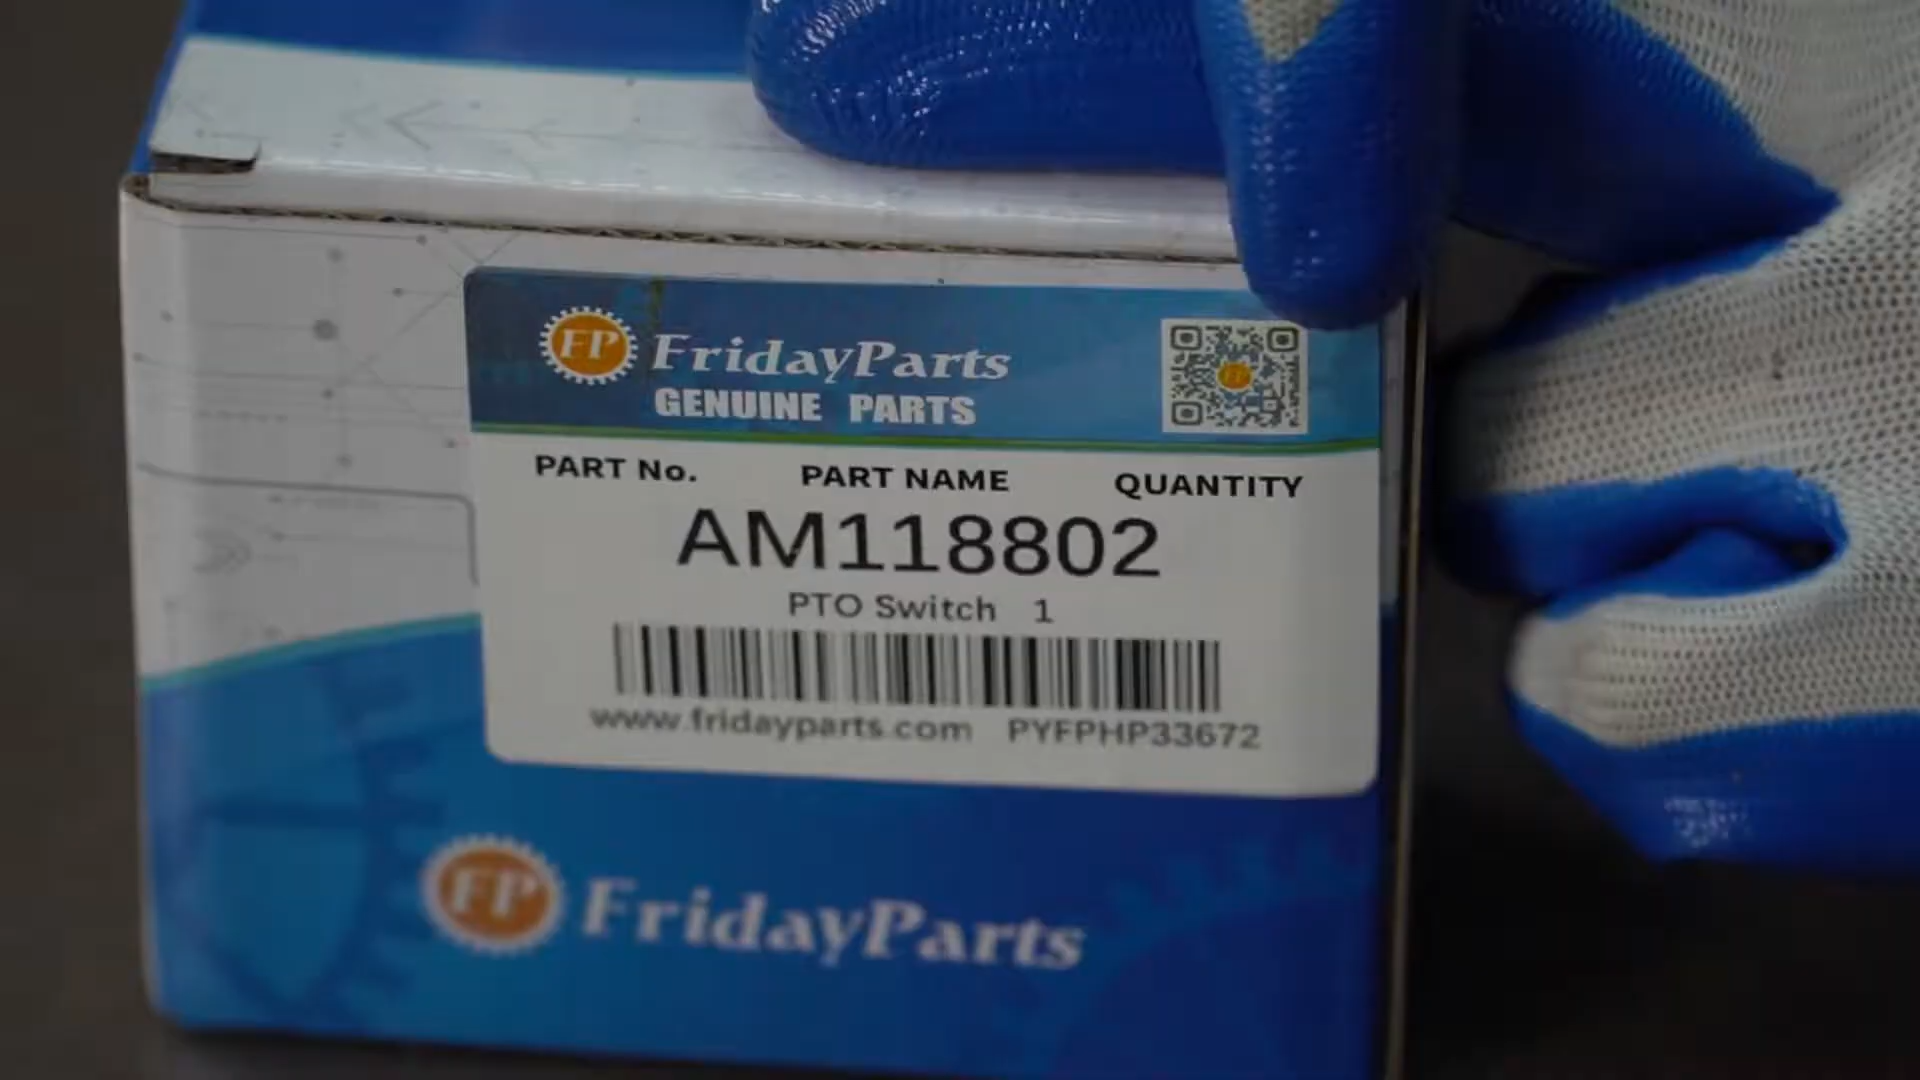 FP FridayParts
GENUINE PARTS
PART No. PART NAME QUANTITY
AM118802
PTO Switch 1
www.fridayparts.com PYFPHP33672
FP FridayParts